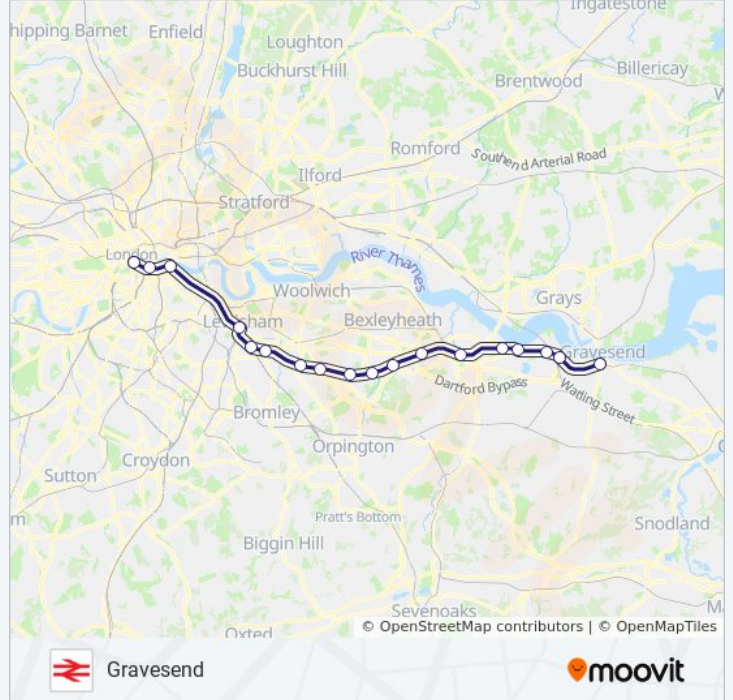 Ingatestone
hipping Barnet
Enfield
Loughton
Buckhurst Hill
Billericay
Brentwood
Romford
Southend Arterial Road
Ilford
Stratford
London
River Thames
Woolwich
Grays
Lewisham
Bexleyheath
Gravesend
Dartford Bypass
Watling Street
Bromley
Orpington
Croydon
Sutton
Pratt's Bottom
Snodland
Biggin Hill
Sevenoaks
Oxted
© OpenStreetMap contributors | © OpenMapTiles
Gravesend
moovit